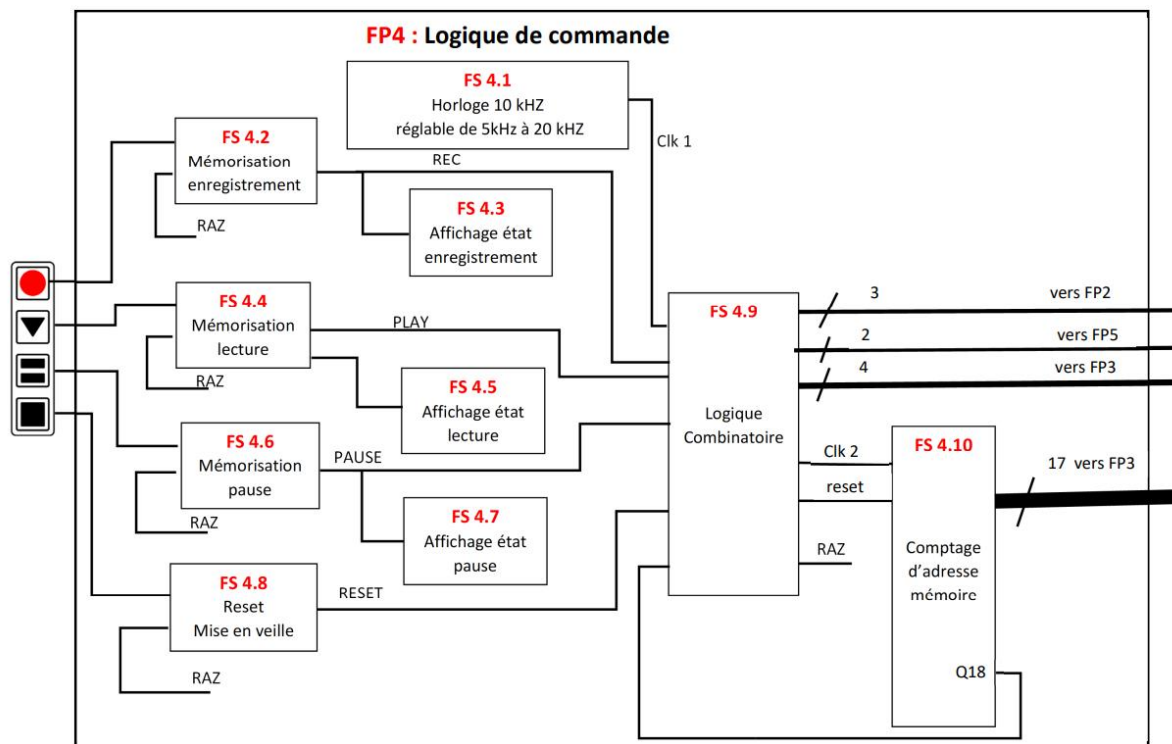 FP4 : Logique de commande
FS 4.1
Horloge 10 kHZ
réglable de 5kHz à 20 kHZ
Clk 1
FS 4.2
Mémorisation
enregistrement
REC
RAZ
FS 4.3
Affichage état
enregistrement
FS 4.4
Mémorisation
lecture
PLAY
RAZ
FS 4.5
Affichage état
lecture
FS 4.6
Mémorisation
pause
PAUSE
RAZ
FS 4.7
Affichage état
pause
FS 4.8
Reset
Mise en veille
RESET
RAZ
FS 4.9
Logique
Combinatoire
3 vers FP2
2 vers FP5
4 vers FP3
Clk 2
reset
RAZ
FS 4.10
Comptage
d'adresse
mémoire
Q18
17 vers FP3